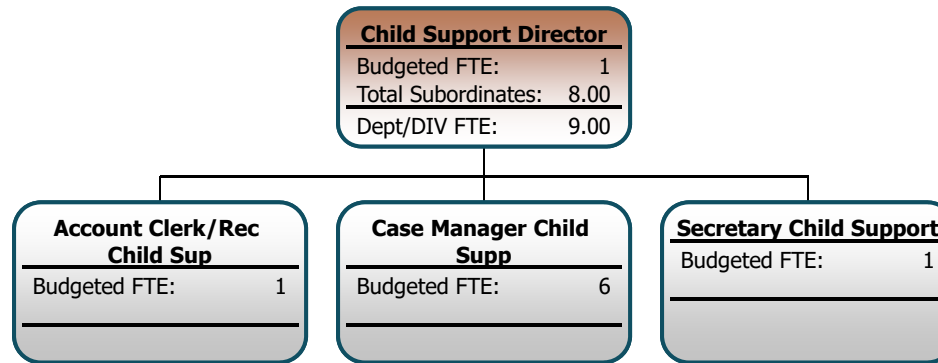 Child Support Director
Budgeted FTE: 1
Total Subordinates: 8.00
Dept/DIV FTE: 9.00
Account Clerk/Rec
Child Sup
Budgeted FTE: 1
Case Manager Child
Supp
Budgeted FTE: 6
Secretary Child Support
Budgeted FTE: 1